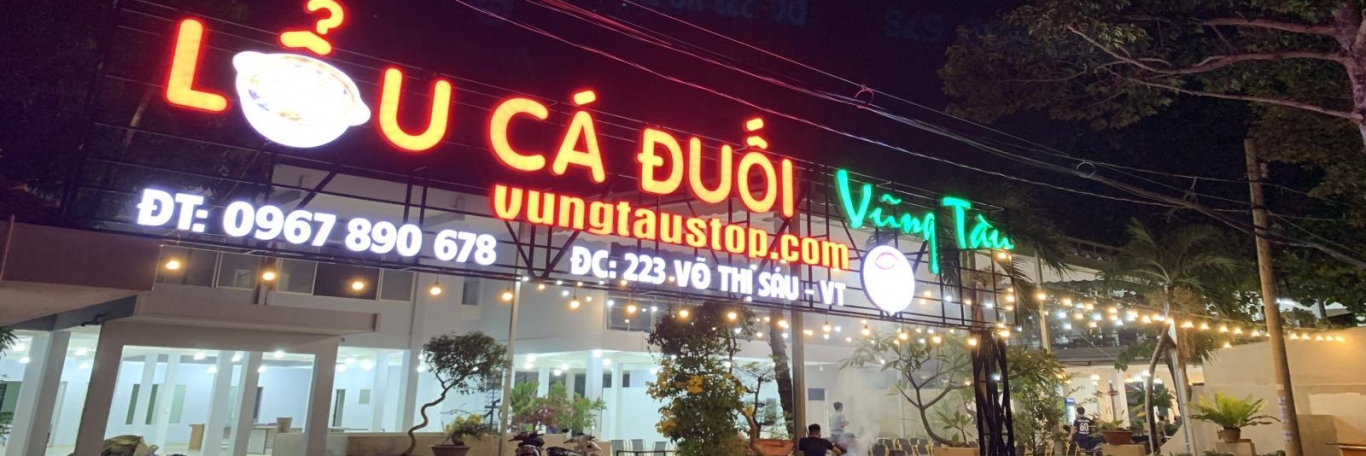 LẨU CÁ ĐUỐI Vũng Tàu
vungtaustop.com
ĐT: 0967 890 678
ĐC: 223 VÕ THỊ SÁU - VT